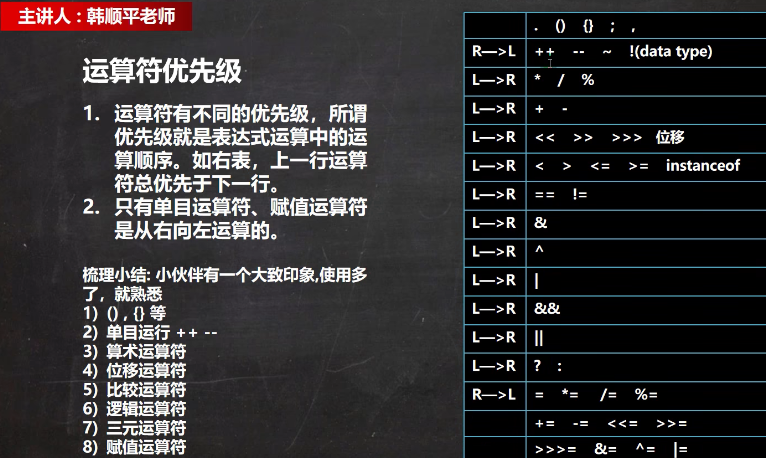 主讲人：韩顺平老师
运算符优先级
1. 运算符有不同的优先级，所谓
优先级就是表达式运算中的运
算顺序。如右表，上一行运算
符总优先于下一行。
2. 只有单目运算符、赋值运算符
是从右向左运算的。
梳理小结: 小伙伴有一个大致印象,使用多
了，就熟悉
1) () , {} 等
2) 单目运行 ++ --
3) 算术运算符
4) 位移运算符
5) 比较运算符
6) 逻辑运算符
7) 三元运算符
8) 赋值运算符
. () {} ; ,
R—>L ++ -- ~ !(data type)
L—>R * / %
L—>R + -
L—>R << >> >>> 位移
L—>R < > <= >= instanceof
L—>R == !=
L—>R &
L—>R ^
L—>R |
L—>R &&
L—>R ||
L—>R ? :
R—>L = *= /= %=
+= -= <<= >>=
>>>= &= ^= |=